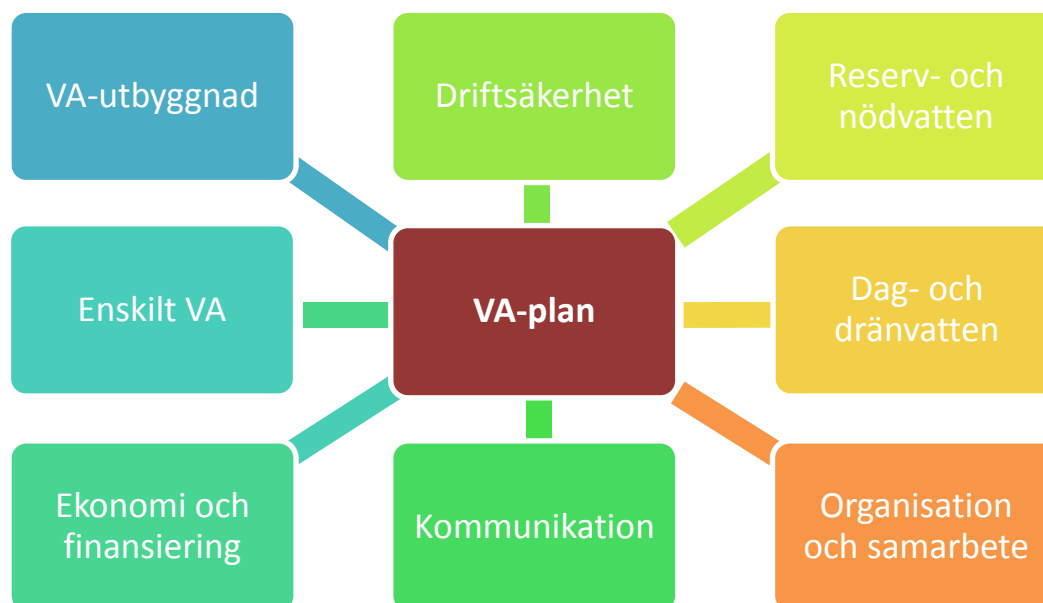 VA-utbyggnad
Driftsäkerhet
Reserv- och
nödvatten
Enskilt VA
VA-plan
Dag- och
dränvatten
Ekonomi och
finansiering
Kommunikation
Organisation
och samarbete